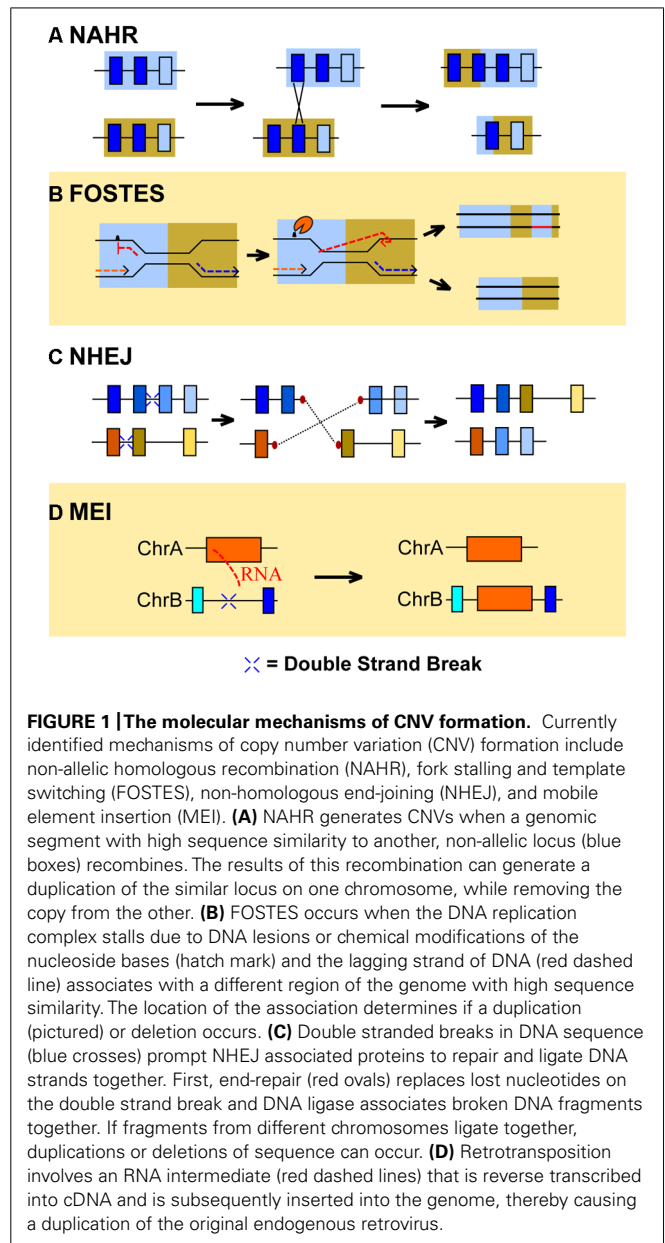 A NAHR
B FOSTES
C NHEJ
D MEI
ChrA
RNA
ChrB
ChrA
ChrB
= Double Strand Break
FIGURE 1 | The molecular mechanisms of CNV formation. Currently
identified mechanisms of copy number variation (CNV) formation include
non-allelic homologous recombination (NAHR), fork stalling and template
switching (FOSTES), non-homologous end-joining (NHEJ), and mobile
element insertion (MEI). (A) NAHR generates CNVs when a genomic
segment with high sequence similarity to another, non-allelic locus (blue
boxes) recombines. The results of this recombination can generate a
duplication of the similar locus on one chromosome, while removing the
copy from the other. (B) FOSTES occurs when the DNA replication
complex stalls due to DNA lesions or chemical modifications of the
nucleoside bases (hatch mark) and the lagging strand of DNA (red dashed
line) associates with a different region of the genome with high sequence
similarity. The location of the association determines if a duplication
(pictured) or deletion occurs. (C) Double stranded breaks in DNA sequence
(blue crosses) prompt NHEJ associated proteins to repair and ligate DNA
strands together. First, end-repair (red ovals) replaces lost nucleotides on
the double strand break and DNA ligase associates broken DNA fragments
together. If fragments from different chromosomes ligate together,
duplications or deletions of sequence can occur. (D) Retrotransposition
involves an RNA intermediate (red dashed lines) that is reverse transcribed
into cDNA and is subsequently inserted into the genome, thereby causing
a duplication of the original endogenous retrovirus.